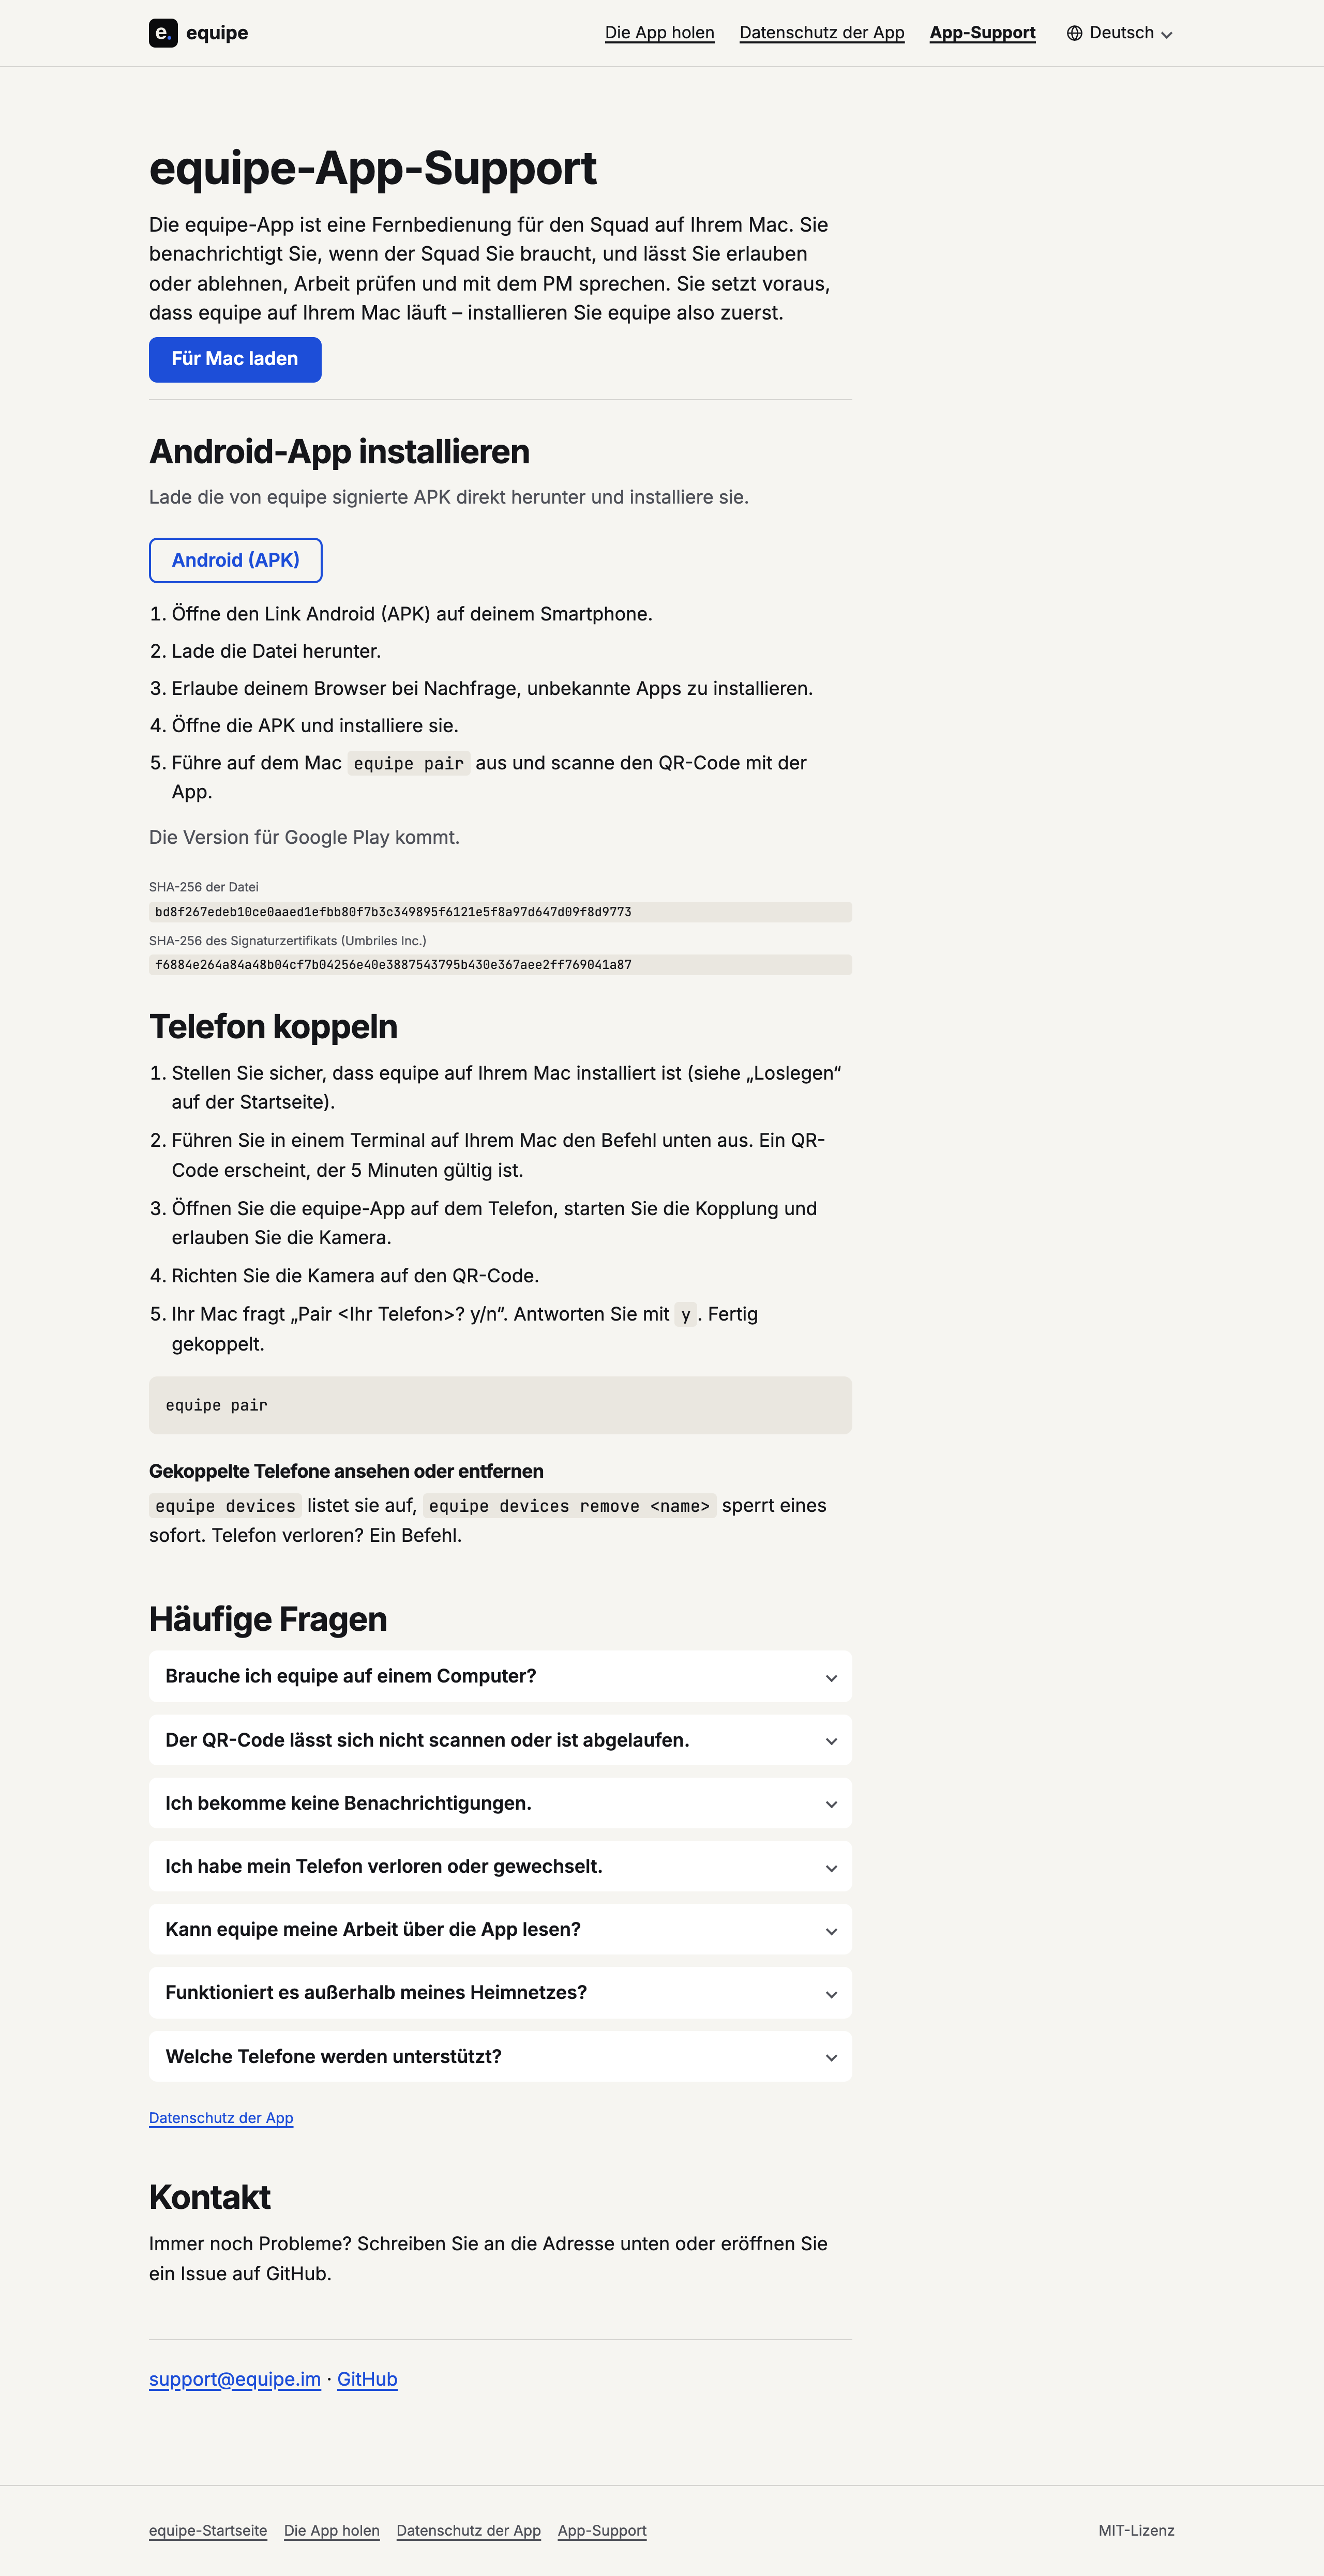 e. equipe
Die App holen Datenschutz der App App-Support Deutsch
equipe-App-Support
Die equipe-App ist eine Fernbedienung für den Squad auf Ihrem Mac. Sie
benachrichtigt Sie, wenn der Squad Sie braucht, und lässt Sie erlauben
oder ablehnen, Arbeit prüfen und mit dem PM sprechen. Sie setzt voraus,
dass equipe auf Ihrem Mac läuft – installieren Sie equipe also zuerst.
Für Mac laden
Android-App installieren
Lade die von equipe signierte APK direkt herunter und installiere sie.
Android (APK)
1. Öffne den Link Android (APK) auf deinem Smartphone.
2. Lade die Datei herunter.
3. Erlaube deinem Browser bei Nachfrage, unbekannte Apps zu installieren.
4. Öffne die APK und installiere sie.
5. Führe auf dem Mac equipe pair aus und scanne den QR-Code mit der
App.
Die Version für Google Play kommt.
SHA-256 der Datei
bd8f267edeb10ce0aaed1efbb80f7b3c349895f6121e5f8a97d647d09f8d9773
SHA-256 des Signaturzertifikats (Umbriles Inc.)
f6884e264a84a48b04cf7b04256e40e3887543795b430e367aee2ff769041a87
Telefon koppeln
1. Stellen Sie sicher, dass equipe auf Ihrem Mac installiert ist (siehe „Loslegen“
auf der Startseite).
2. Führen Sie in einem Terminal auf Ihrem Mac den Befehl unten aus. Ein QR-
Code erscheint, der 5 Minuten gültig ist.
3. Öffnen Sie die equipe-App auf dem Telefon, starten Sie die Kopplung und
erlauben Sie die Kamera.
4. Richten Sie die Kamera auf den QR-Code.
5. Ihr Mac fragt „Pair <Ihr Telefon>? y/n“. Antworten Sie mit y. Fertig
gekoppelt.
equipe pair
Gekoppelte Telefone ansehen oder entfernen
equipe devices listet sie auf, equipe devices remove <name> sperrt eines
sofort. Telefon verloren? Ein Befehl.
Häufige Fragen
Brauche ich equipe auf einem Computer?
Der QR-Code lässt sich nicht scannen oder ist abgelaufen.
Ich bekomme keine Benachrichtigungen.
Ich habe mein Telefon verloren oder gewechselt.
Kann equipe meine Arbeit über die App lesen?
Funktioniert es außerhalb meines Heimnetzes?
Welche Telefone werden unterstützt?
Datenschutz der App
Kontakt
Immer noch Probleme? Schreiben Sie an die Adresse unten oder eröffnen Sie
ein Issue auf GitHub.
support@equipe.im · GitHub
equipe-Startseite Die App holen Datenschutz der App App-Support MIT-Lizenz